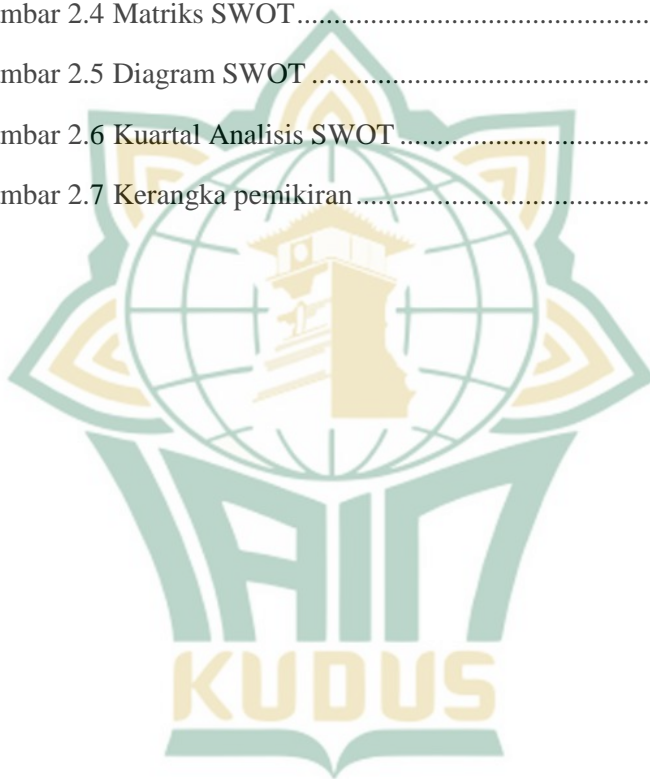 mbar 2.4 Matriks SWOT..................................................
mbar 2.5 Diagram SWOT ................................................
mbar 2.6 Kuartal Analisis SWOT ...................................
mbar 2.7 Kerangka pemikiran.........................................
IAIN
KUDUS